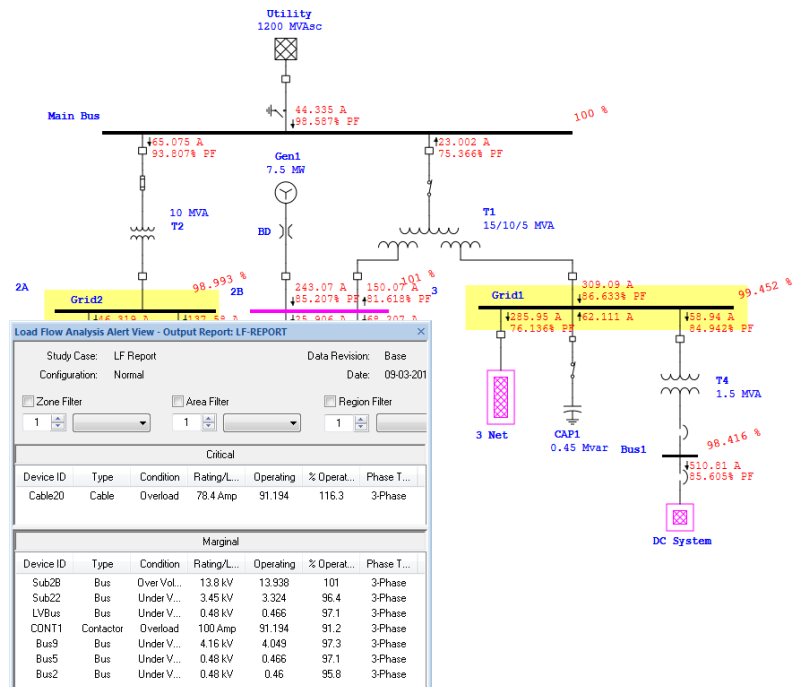 Utility
1200 MVAsc
44.335 A
98.587% PF
100 %
Main Bus
65.075 A
93.807% PF
23.002 A
75.366% PF
Gen1
7.5 MW
10 MVA
T2
T1
15/10/5 MVA
BD
2A
98.993 %
2B
243.07 A
85.207% PF
150.07 A
81.618% PF
101 %
3
309.09 A
86.633% PF
99.452 %
Grid2
Grid1
46.319 A
137.58 A
25.906 A
68.207
285.95 A
76.136% PF
62.111 A
58.94 A
84.942% PF
T4
1.5 MVA
3 Net
CAP1
0.45 Mvar
Bus1
98.416 %
510.81 A
85.605% PF
DC System
Load Flow Analysis Alert View - Output Report: LF-REPORT
Study Case: LF Report Data Revision: Base
Configuration: Normal Date: 09-03-201
Zone Filter Area Filter Region Filter
1 1 1
Critical
Device ID Type Condition Rating/L... Operating % Operat... Phase T...
Cable20 Cable Overload 78.4 Amp 91.194 116.3 3-Phase
Marginal
Device ID Type Condition Rating/L... Operating % Operat... Phase T...
Sub2B Bus Over Vol... 13.8 kV 13.938 101 3-Phase
Sub22 Bus Under V... 3.45 kV 3.324 96.4 3-Phase
LVBus Bus Under V... 0.48 kV 0.466 97.1 3-Phase
CONT1 Contactor Overload 100 Amp 91.194 91.2 3-Phase
Bus9 Bus Under V... 4.16 kV 4.049 97.3 3-Phase
Bus5 Bus Under V... 0.48 kV 0.466 97.1 3-Phase
Bus2 Bus Under V... 0.48 kV 0.46 95.8 3-Phase